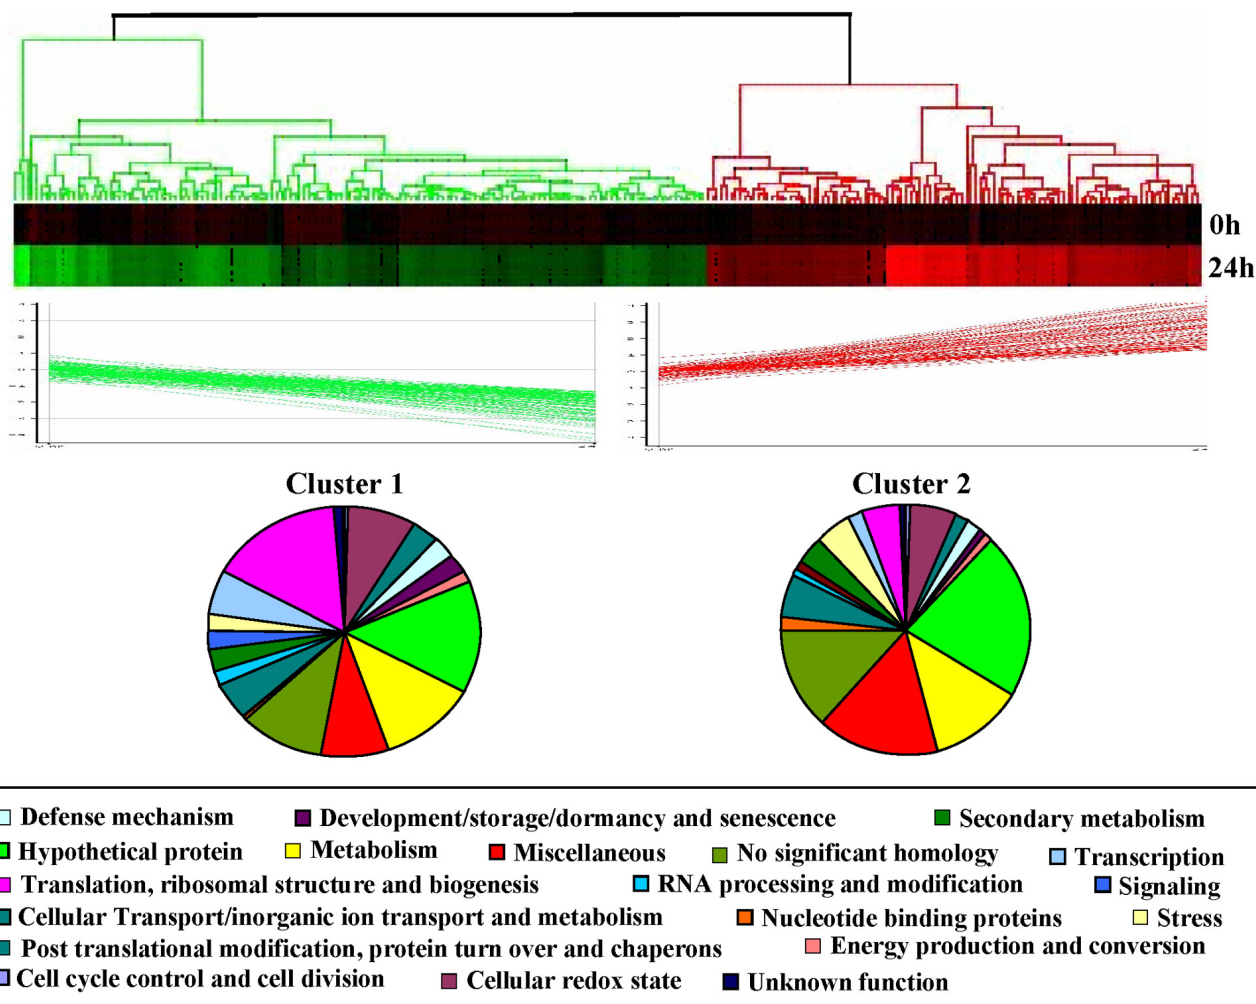 0h
24h
Cluster 1 Cluster 2
Defense mechanism Development/storage/dormancy and senescence Secondary metabolism
Hypothetical protein Metabolism Miscellaneous No significant homology Transcription
Translation, ribosomal structure and biogenesis RNA processing and modification Signaling
Cellular Transport/inorganic ion transport and metabolism Nucleotide binding proteins Stress
Post translational modification, protein turn over and chaperons Energy production and conversion
Cell cycle control and cell division Cellular redox state Unknown function